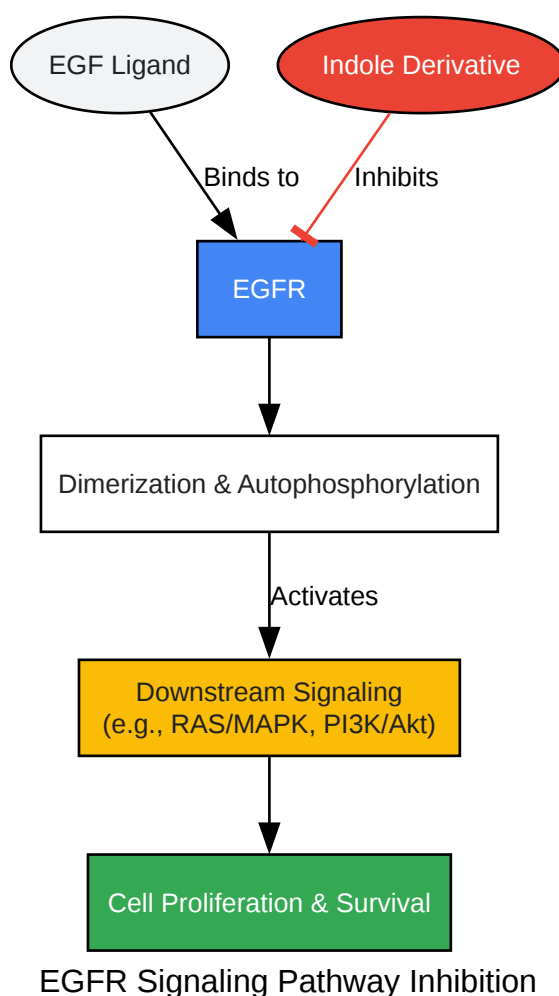 EGF Ligand
Indole Derivative
Binds to
Inhibits
EGFR
Dimerization & Autophosphorylation
Activates
Downstream Signaling
(e.g., RAS/MAPK, PI3K/Akt)
Cell Proliferation & Survival
EGFR Signaling Pathway Inhibition